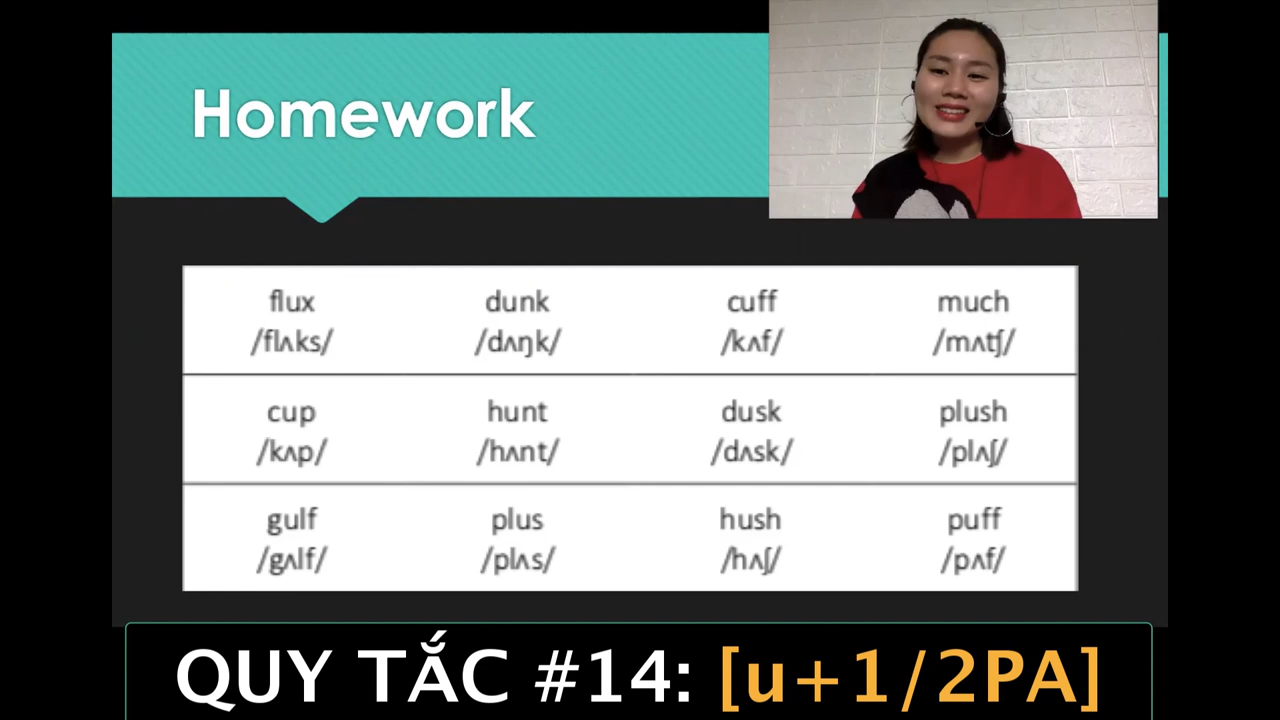 Homework
flux dunk cuff much
/flʌks/ /dʌŋk/ /kʌf/ /mʌtʃ/
cup hunt dusk plush
/kʌp/ /hʌnt/ /dʌsk/ /plʌʃ/
gulf plus hush puff
/gʌlf/ /plʌs/ /hʌʃ/ /pʌf/
QUY TẮC #14: [u+1/2PA]